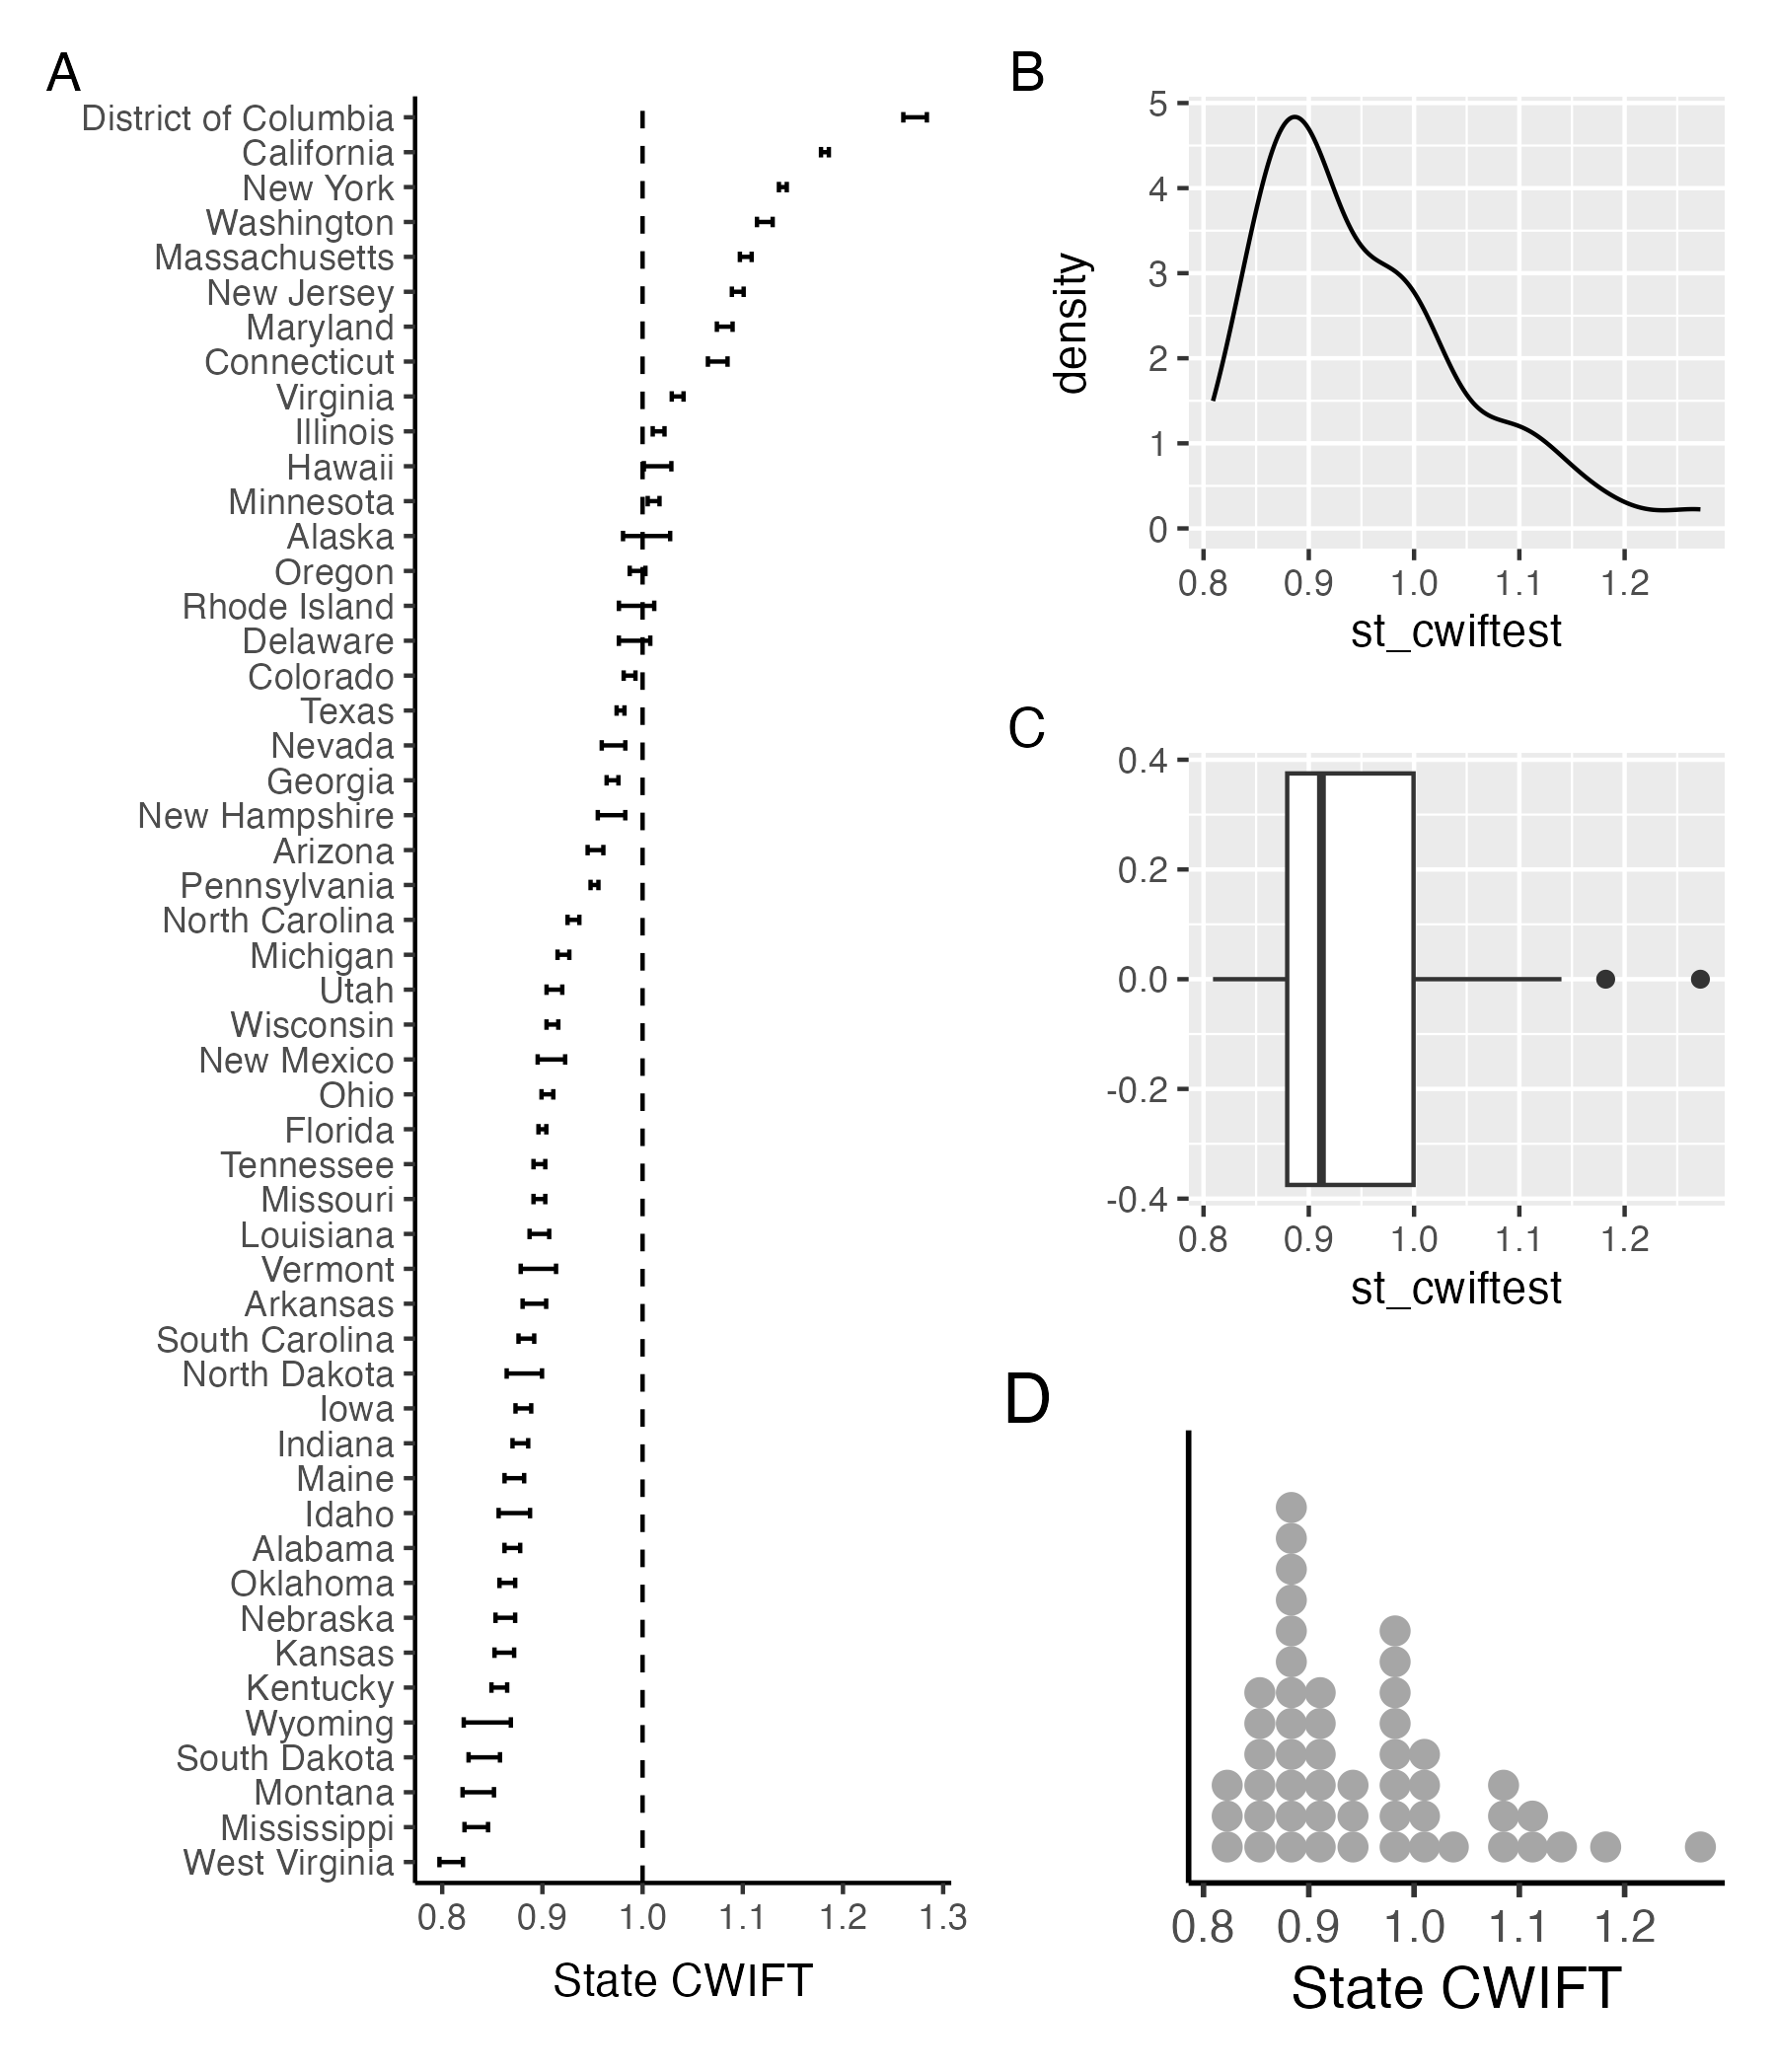 A
District of Columbia
California
New York
Washington
Massachusetts
New Jersey
Maryland
Connecticut
Virginia
Illinois
Hawaii
Minnesota
Alaska
Oregon
Rhode Island
Delaware
Colorado
Texas
Nevada
Georgia
New Hampshire
Arizona
Pennsylvania
North Carolina
Michigan
Utah
Wisconsin
New Mexico
Ohio
Florida
Tennessee
Missouri
Louisiana
Vermont
Arkansas
South Carolina
North Dakota
Iowa
Indiana
Maine
Idaho
Alabama
Oklahoma
Nebraska
Kansas
Kentucky
Wyoming
South Dakota
Montana
Mississippi
West Virginia
0.8 0.9 1.0 1.1 1.2 1.3
State CWIFT
B
density
5
4
3
2
1
0
0.8 0.9 1.0 1.1 1.2
st_cwiftest
C
0.4
0.2
0.0
-0.2
-0.4
0.8 0.9 1.0 1.1 1.2
st_cwiftest
D
0.8 0.9 1.0 1.1 1.2
State CWIFT